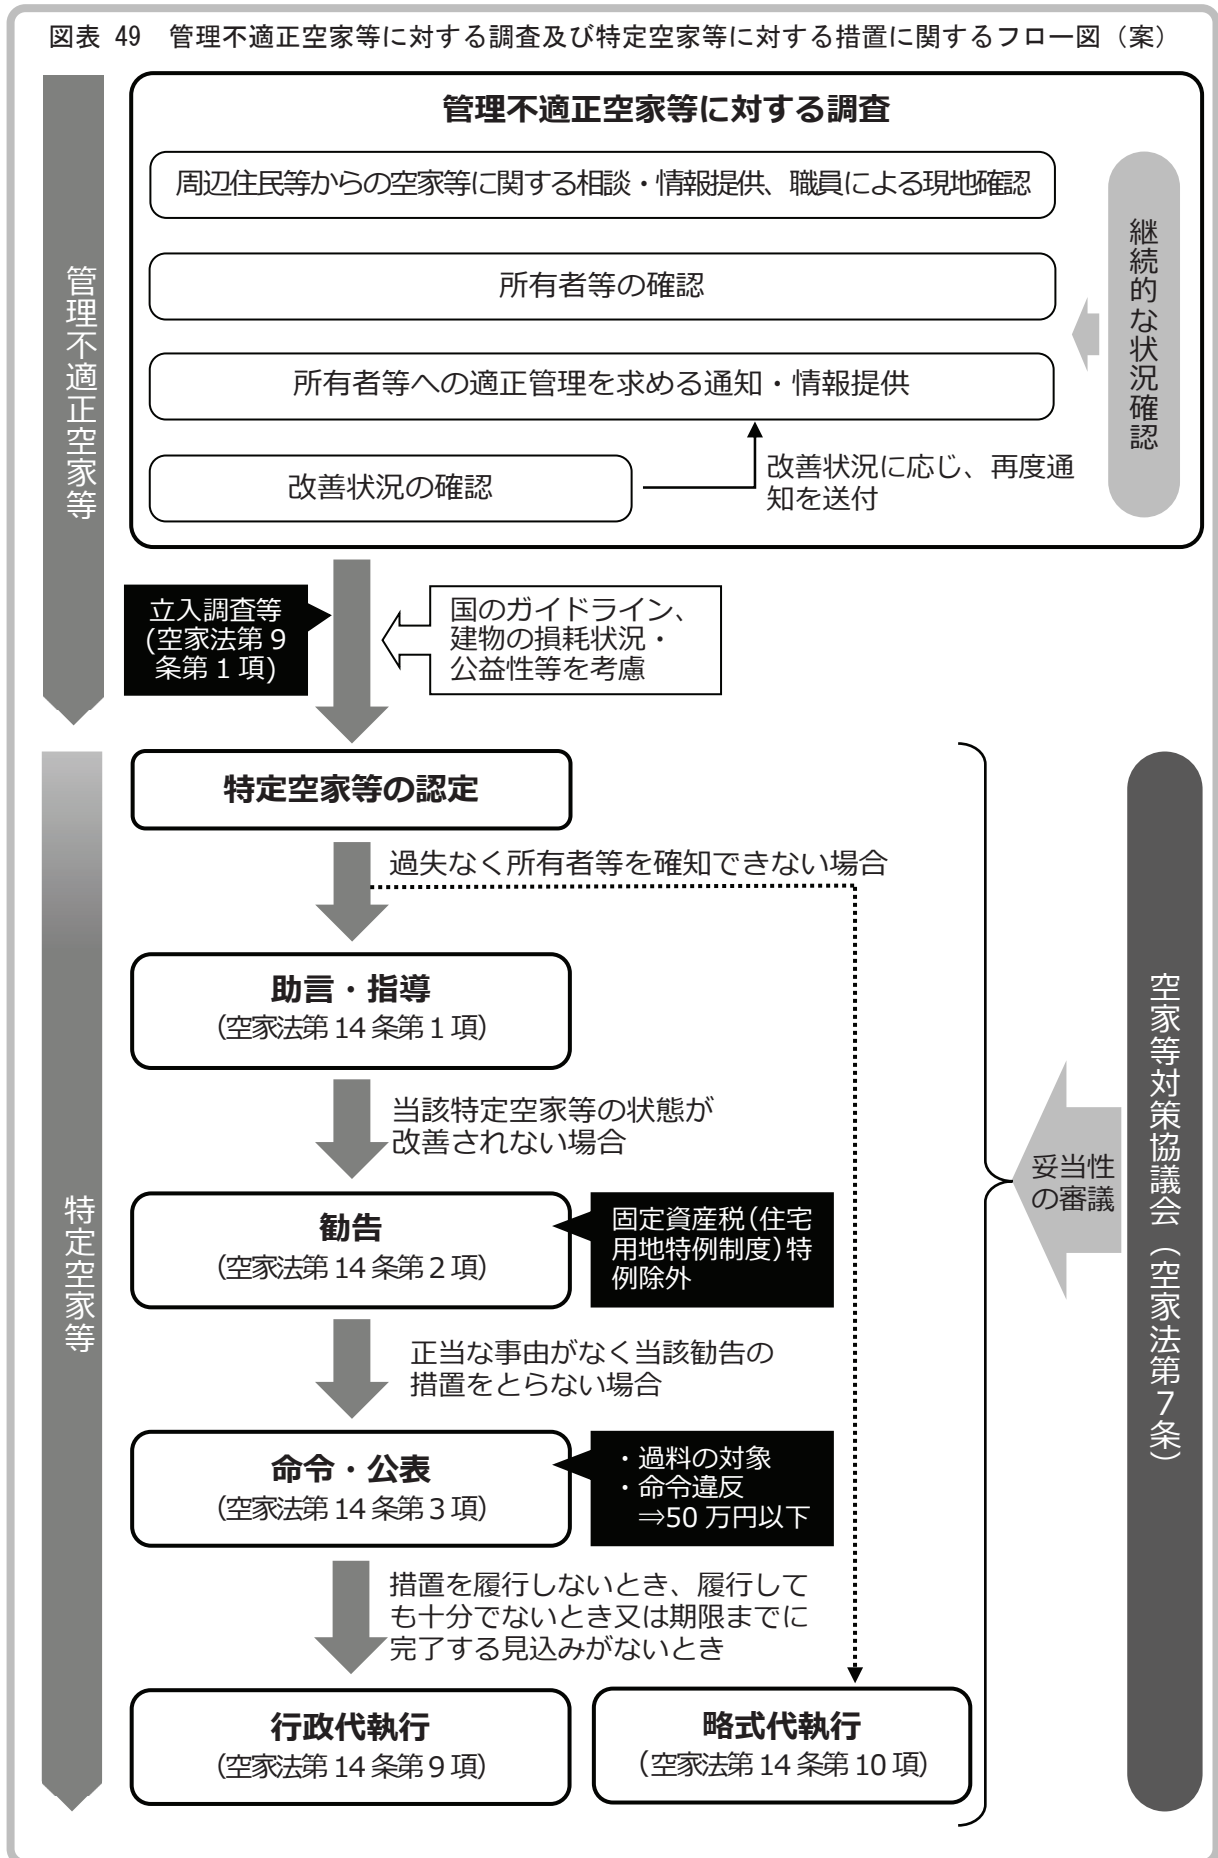 図表 49 管理不適正空家等に対する調査及び特定空家等に対する措置に関するフロー図（案）
管理不適正空家等
管理不適正空家等に対する調査
周辺住民等からの空家等に関する相談・情報提供、職員による現地確認
所有者等の確認
所有者等への適正管理を求める通知・情報提供
改善状況の確認
改善状況に応じ、再度通
知を送付
継続的な状況確認
立入調査等
(空家法第９
条第１項)
国のガイドライン、
建物の損耗状況・
公益性等を考慮
特定空家等
特定空家等の認定
過失なく所有者等を確知できない場合
助言・指導
（空家法第 14 条第１項）
当該特定空家等の状態が
改善されない場合
勧告
（空家法第 14 条第２項）
固定資産税（住宅
用地特例制度）特
例除外
正当な事由がなく当該勧告の
措置をとらない場合
命令・公表
（空家法第 14 条第３項）
・過料の対象
・命令違反
⇒50 万円以下
措置を履行しないとき、履行して
も十分でないとき又は期限までに
完了する見込みがないとき
行政代執行
（空家法第 14 条第９項）
略式代執行
（空家法第 14 条第 10 項）
妥当性
の審議
空家等対策協議会（空家法第７条）